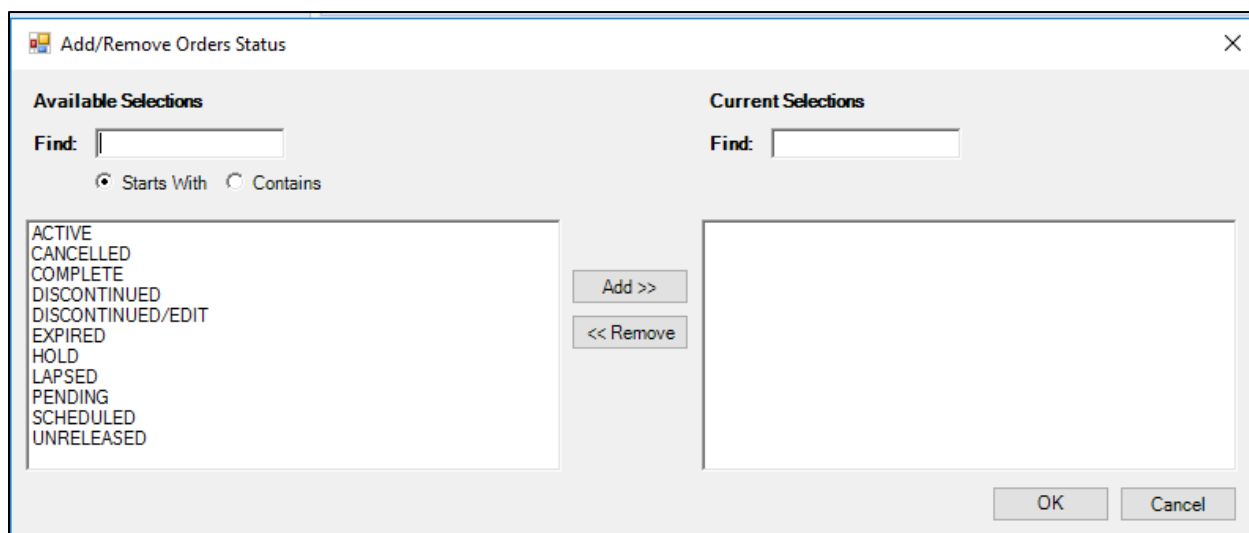 Add/Remove Orders Status
Available Selections
Find:
Starts With Contains
ACTIVE
CANCELLED
COMPLETE
DISCONTINUED
DISCONTINUED/EDIT
EXPIRED
HOLD
LAPSED
PENDING
SCHEDULED
UNRELEASED
Add >>
<< Remove
Current Selections
Find:
OK Cancel